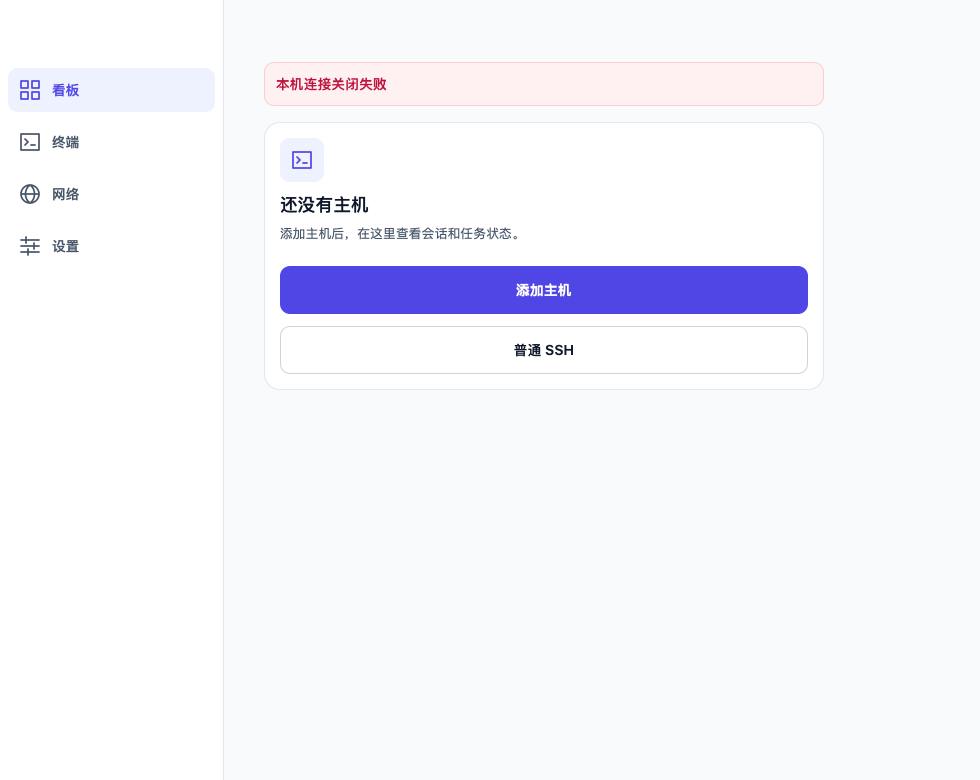 看板
终端
网络
设置
本机连接关闭失败
还没有主机
添加主机后，在这里查看会话和任务状态。
添加主机
普通 SSH